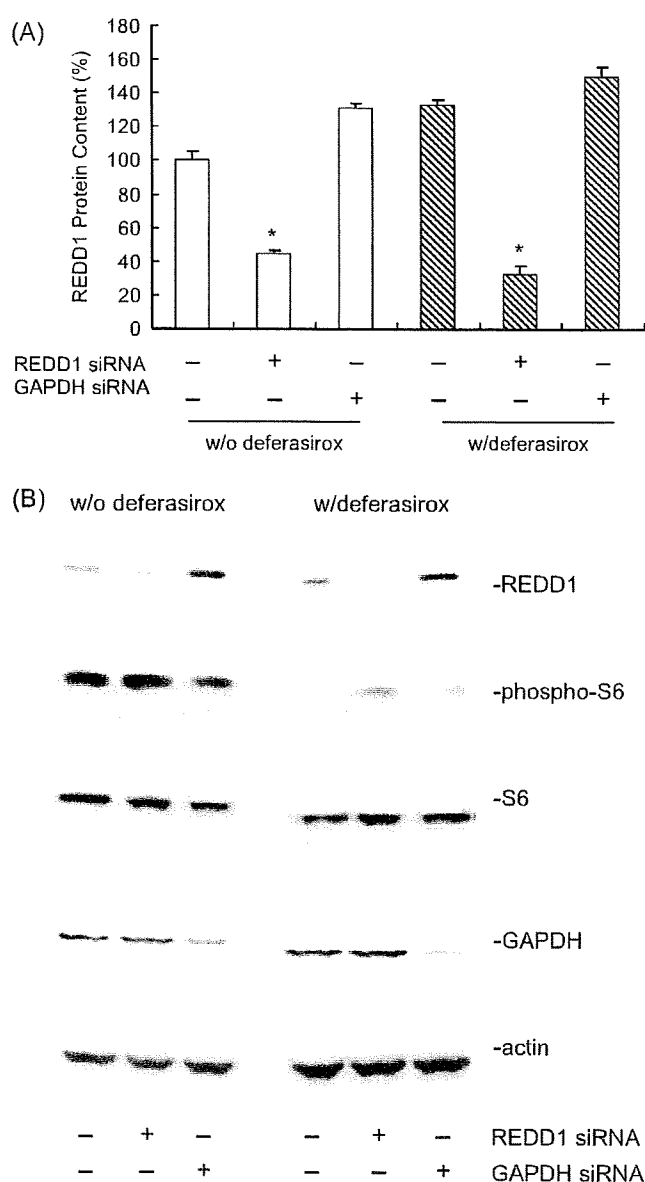 (A)
REDD1 Protein Content (%)
180
160
140
120
100
80
60
40
20
0
*
*
REDD1 siRNA – + – – + –
GAPDH siRNA – – + – – +
w/o deferasirox w/deferasirox
(B)
w/o deferasirox w/deferasirox
-REDD1
-phospho-S6
-S6
-GAPDH
-actin
– + – – + – REDD1 siRNA
– – + – – + GAPDH siRNA